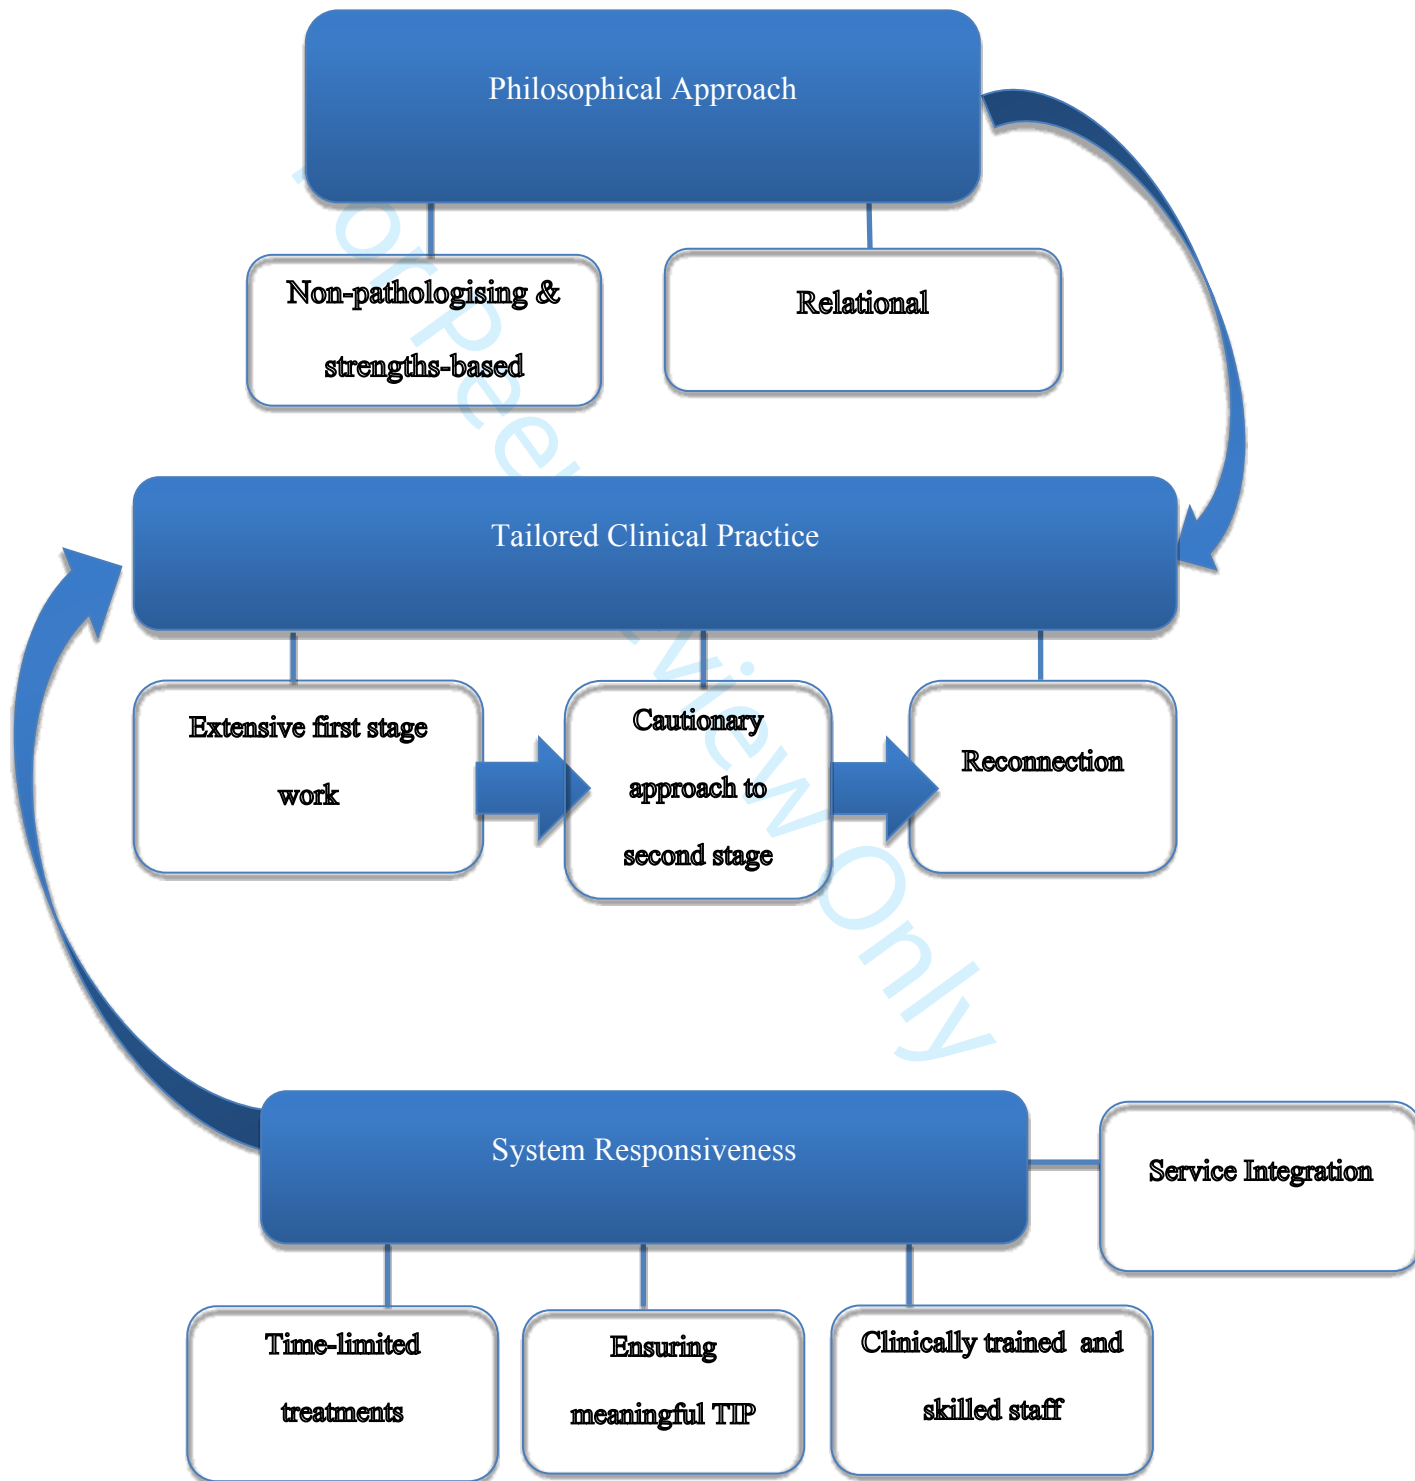 Philosophical Approach
Non-pathologising &
strengths-based
Relational
Tailored Clinical Practice
Extensive first stage
work
Cautionary
approach to
second stage
Reconnection
System Responsiveness
Service Integration
Time-limited
treatments
Ensuring
meaningful TIP
Clinically trained and
skilled staff
For Peer Review Only